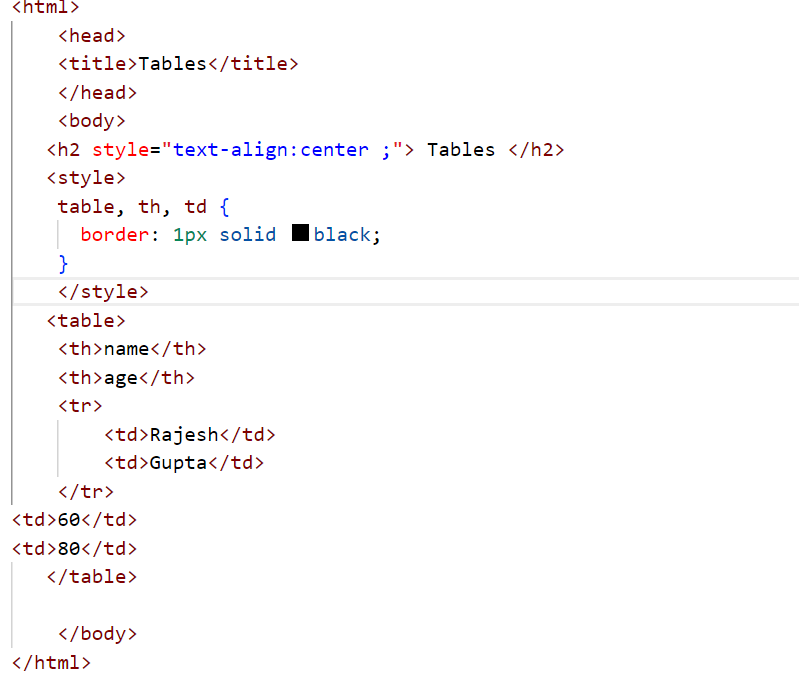 <html>
<head>
<title>Tables</title>
</head>
<body>
<h2 style="text-align:center ;"> Tables </h2>
<style>
table, th, td {
border: 1px solid black;
}
</style>
<table>
<th>name</th>
<th>age</th>
<tr>
<td>Rajesh</td>
<td>Gupta</td>
</tr>
<td>60</td>
<td>80</td>
</table>
</body>
</html>